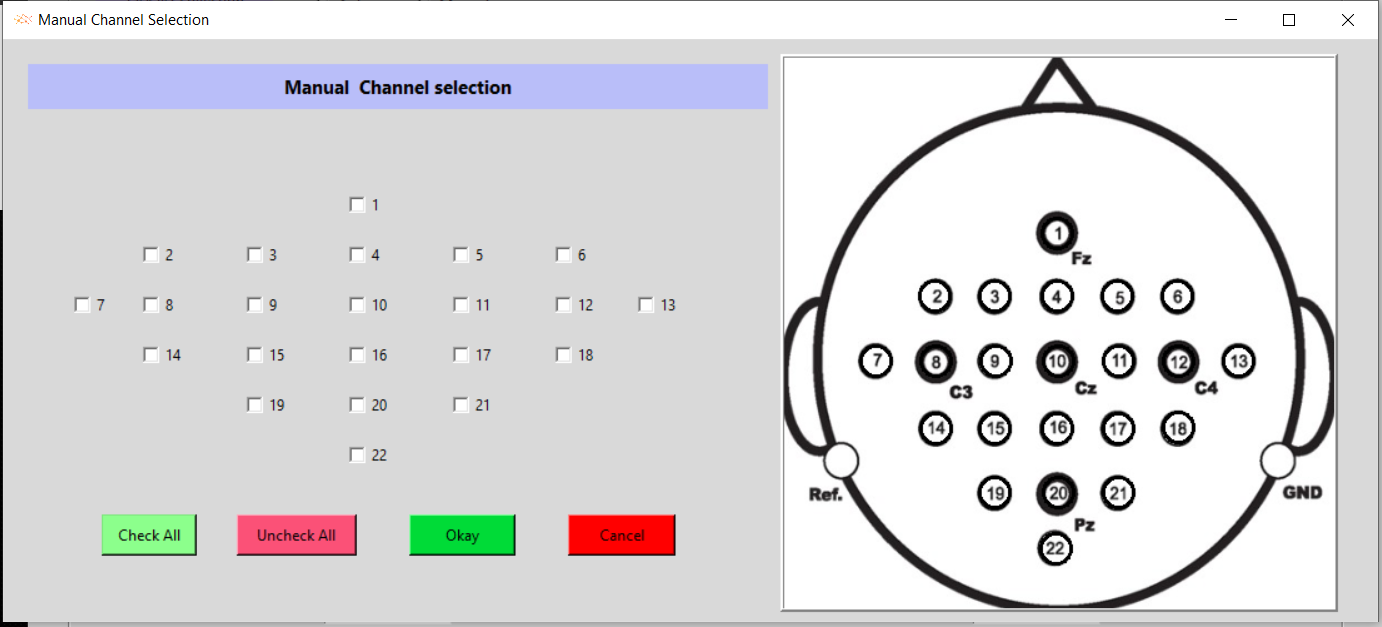 Manual Channel Selection
Manual  Channel selection
1
2 3 4 5 6
7 8 9 10 11 12 13
14 15 16 17 18
19 20 21
22
Check All Uncheck All Okay Cancel
1
Fz
2 3 4 5 6
7 8 9 10 11 12 13
C3 Cz C4
14 15 16 17 18
Ref. 19 20 21 GND
Pz
22